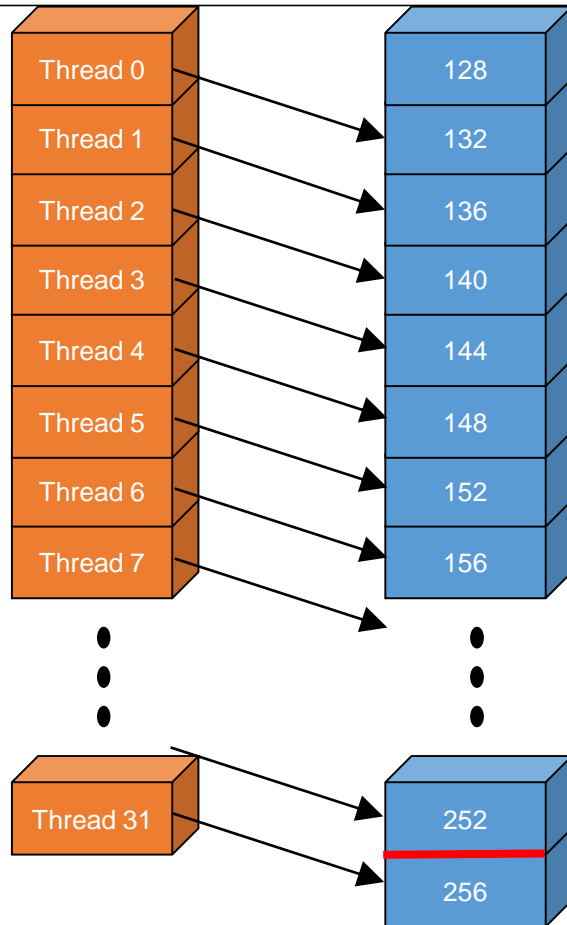 Thread 0
128
Thread 1
132
Thread 2
136
Thread 3
140
Thread 4
144
Thread 5
148
Thread 6
152
Thread 7
156
Thread 31
252
256